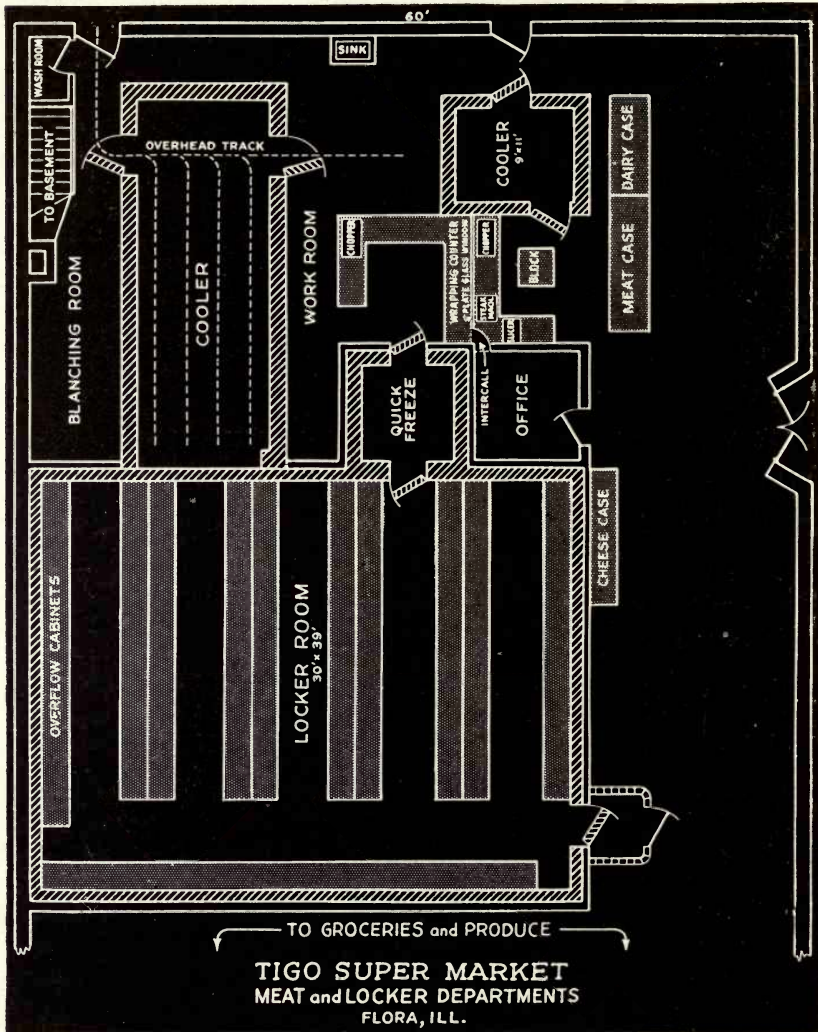 60'
SINK
WASH ROOM
TO BASEMENT
OVERHEAD TRACK
COOLER
9'x11'
DAIRY CASE
MEAT CASE
CHOPPER
WRAPPING COUNTER
PLATE GLASS WINDOW
CHOPPER
BLOCK
STEAK
MACH.
BLANCHING ROOM
COOLER
WORK ROOM
QUICK
FREEZE
INTERCALL
OFFICE
CHEESE CASE
OVERFLOW CABINETS
LOCKER ROOM
30'x 39'
TO GROCERIES and PRODUCE
TIGO SUPER MARKET
MEAT and LOCKER DEPARTMENTS
FLORA, ILL.